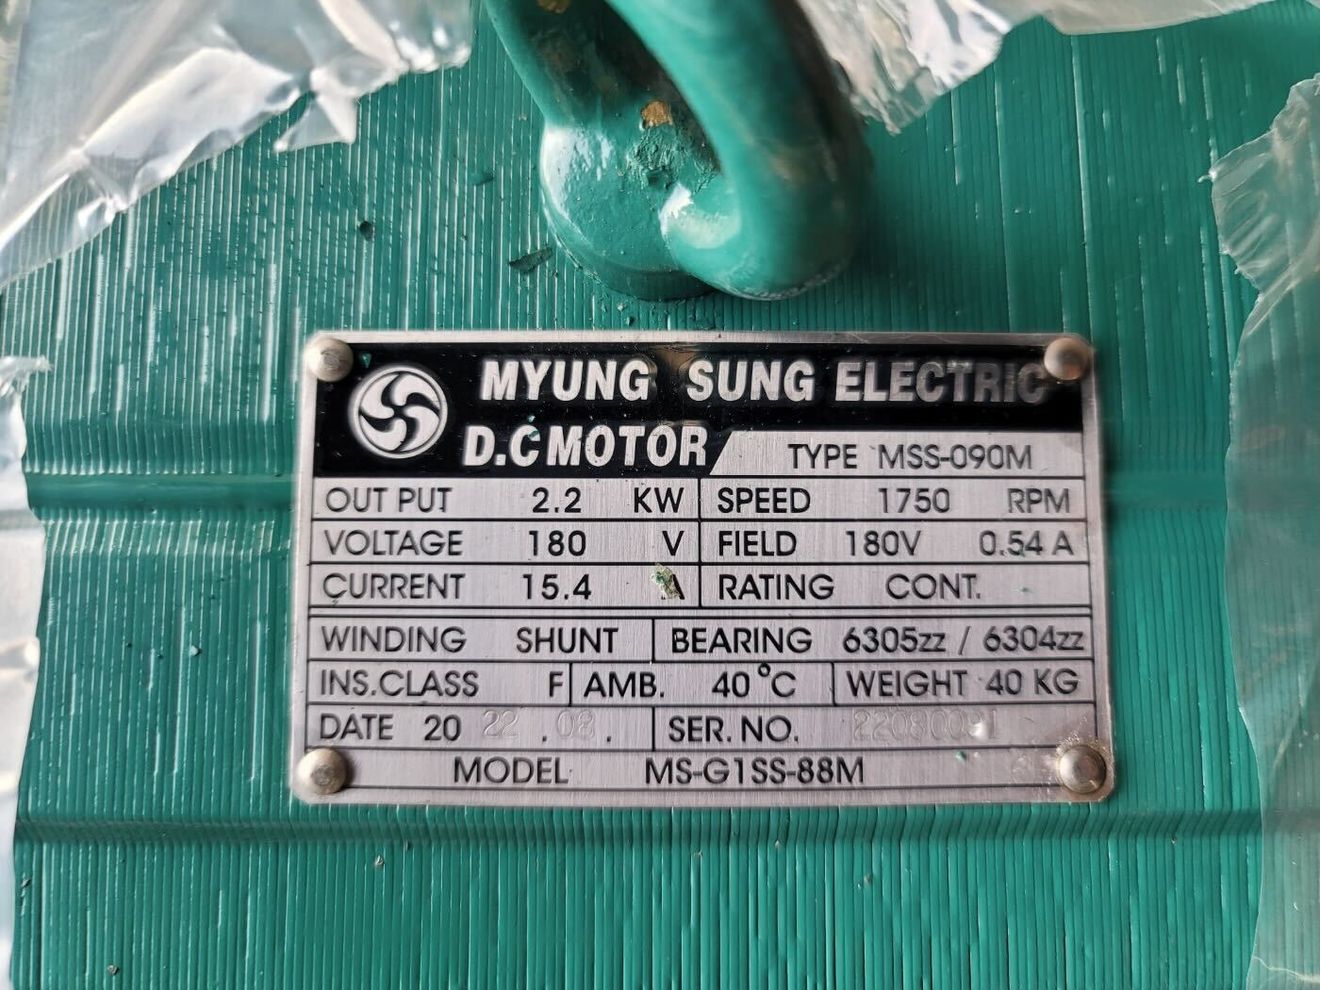 MYUNG SUNG ELECTRIC
D.C MOTOR
TYPE MSS-090M
OUT PUT 2.2 KW SPEED 1750 RPM
VOLTAGE 180 V FIELD 180V 0.54 A
CURRENT 15.4 A RATING CONT.
WINDING SHUNT BEARING 6305zz / 6304zz
INS.CLASS F AMB. 40°C WEIGHT 40 KG
DATE 20 22 . 08 . SER. NO.
MODEL MS-G1SS-88M